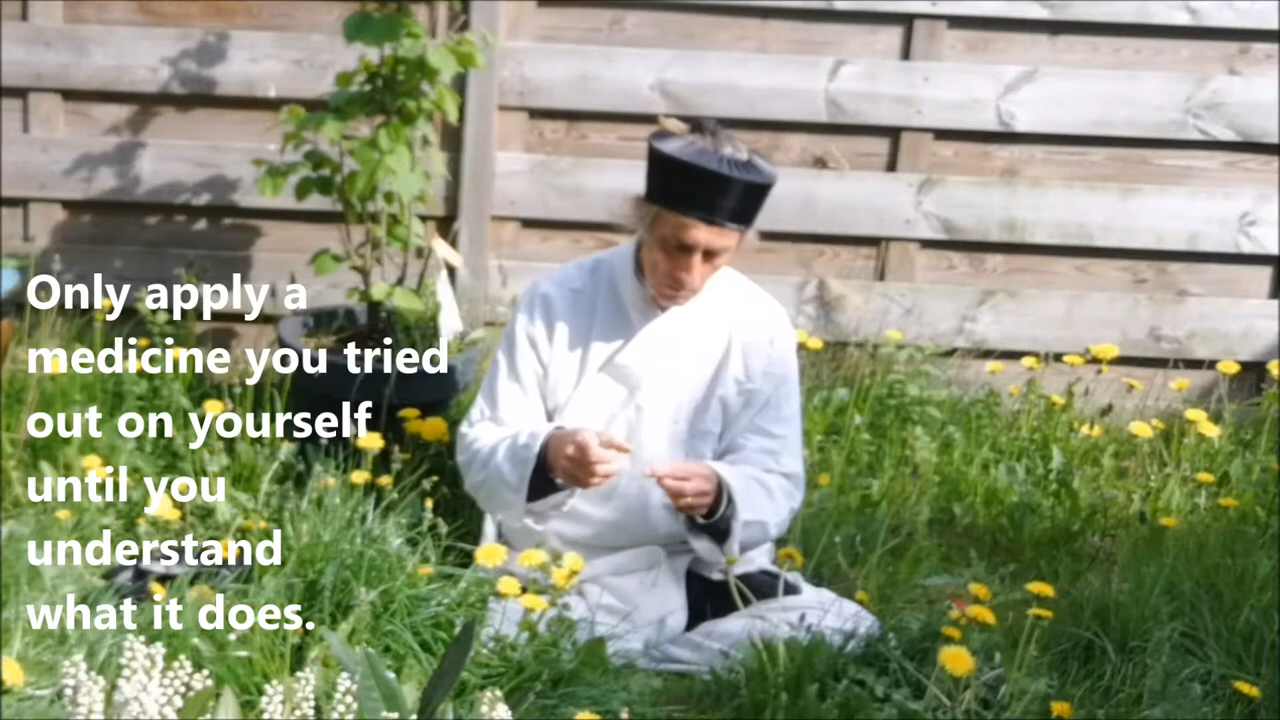 Only apply a
medicine you tried
out on yourself
until you
understand
what it does.